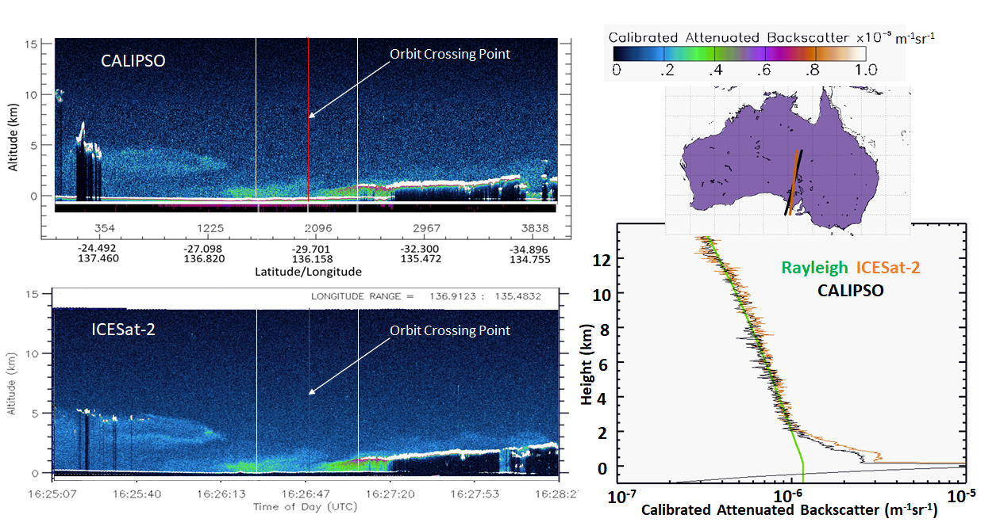 CALIPSO
Orbit Crossing Point
15
10
5
0
Altitude (km)
354 1225 2096 2967 3838
-24.492 -27.098 -29.701 -32.300 -34.896
137.460 136.820 136.158 135.472 134.755
Latitude/Longitude
LONGITUDE RANGE = 136.9123 : 135.4832
ICESat-2
Orbit Crossing Point
15
10
5
0
Altitude (km)
16:25:07 16:25:40 16:26:13 16:26:47 16:27:20 16:27:53 16:28:2
Time of Day (UTC)
Calibrated Attenuated Backscatter x10⁻⁵ m⁻¹sr⁻¹
0 .2 .4 .6 .8 1.0
Rayleigh ICESat-2
CALIPSO
12
10
8
6
4
2
0
Height (km)
10-7 10-6 10-5
Calibrated Attenuated Backscatter (m⁻¹sr⁻¹)